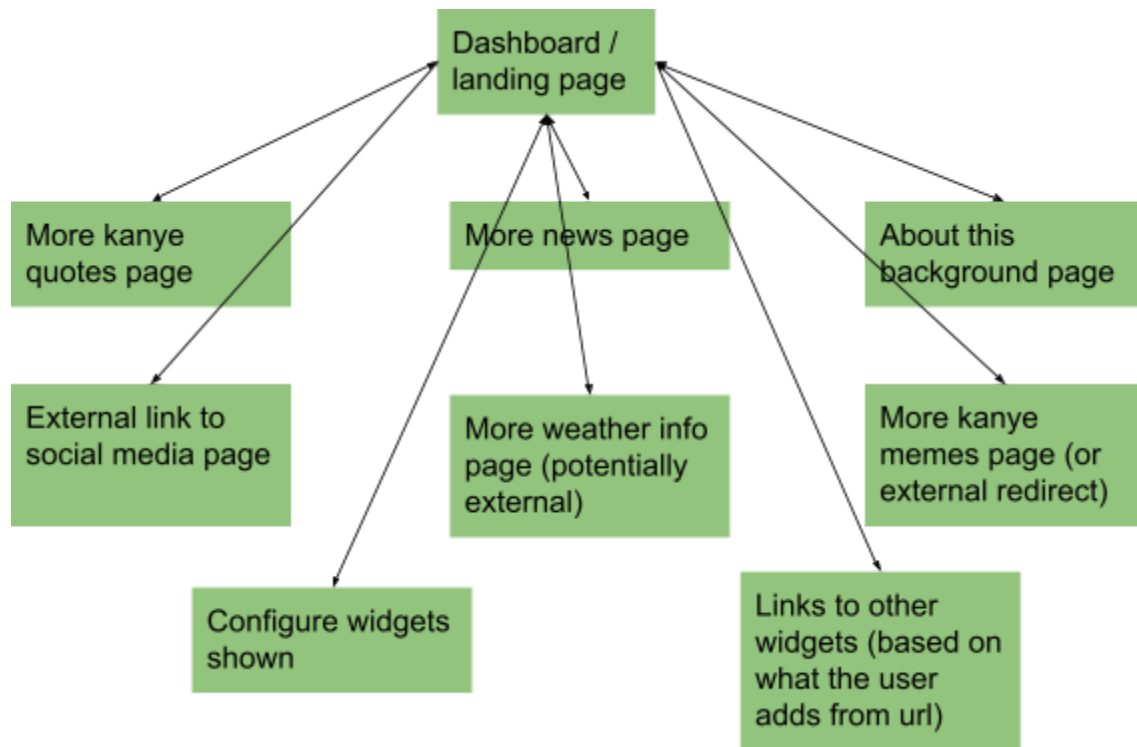 Dashboard /
landing page
More kanye
quotes page
More news page
About this
background page
External link to
social media page
More weather info
page (potentially
external)
More kanye
memes page (or
external redirect)
Configure widgets
shown
Links to other
widgets (based on
what the user
adds from url)